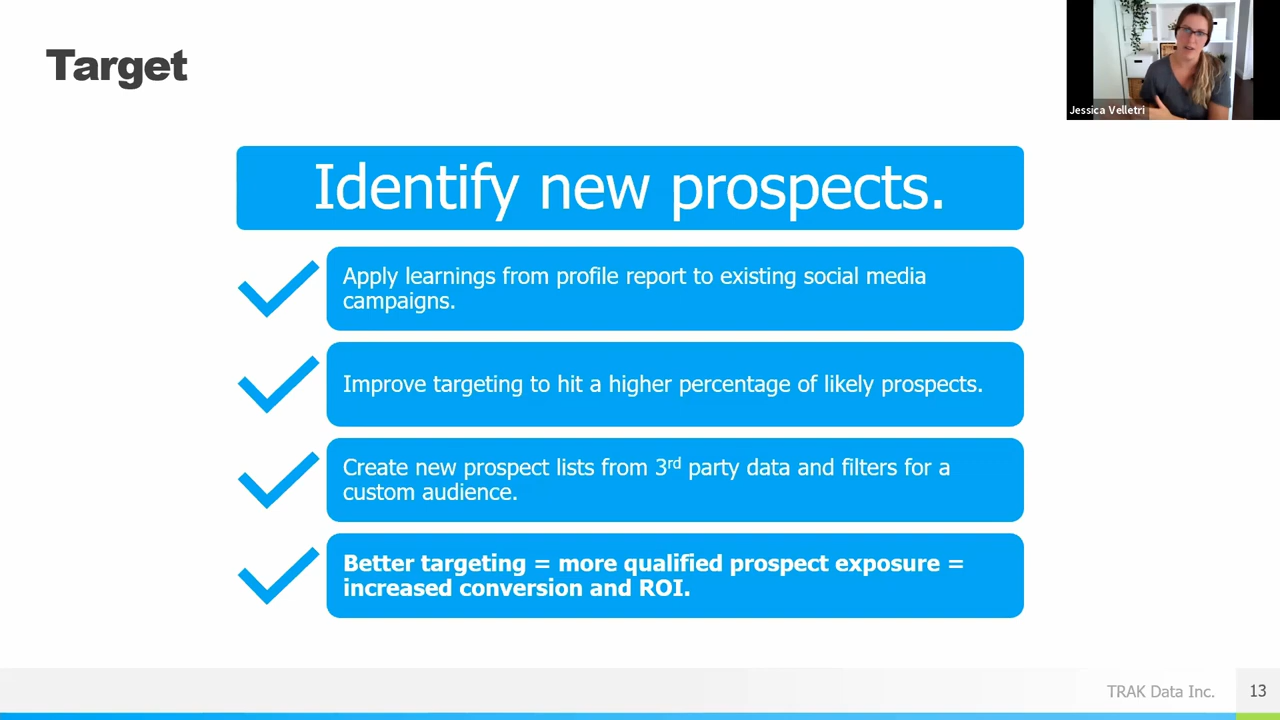 Target
Jessica Velletri
Identify new prospects.
Apply learnings from profile report to existing social media
campaigns.
Improve targeting to hit a higher percentage of likely prospects.
Create new prospect lists from 3rd party data and filters for a
custom audience.
Better targeting = more qualified prospect exposure =
increased conversion and ROI.
TRAK Data Inc.
13